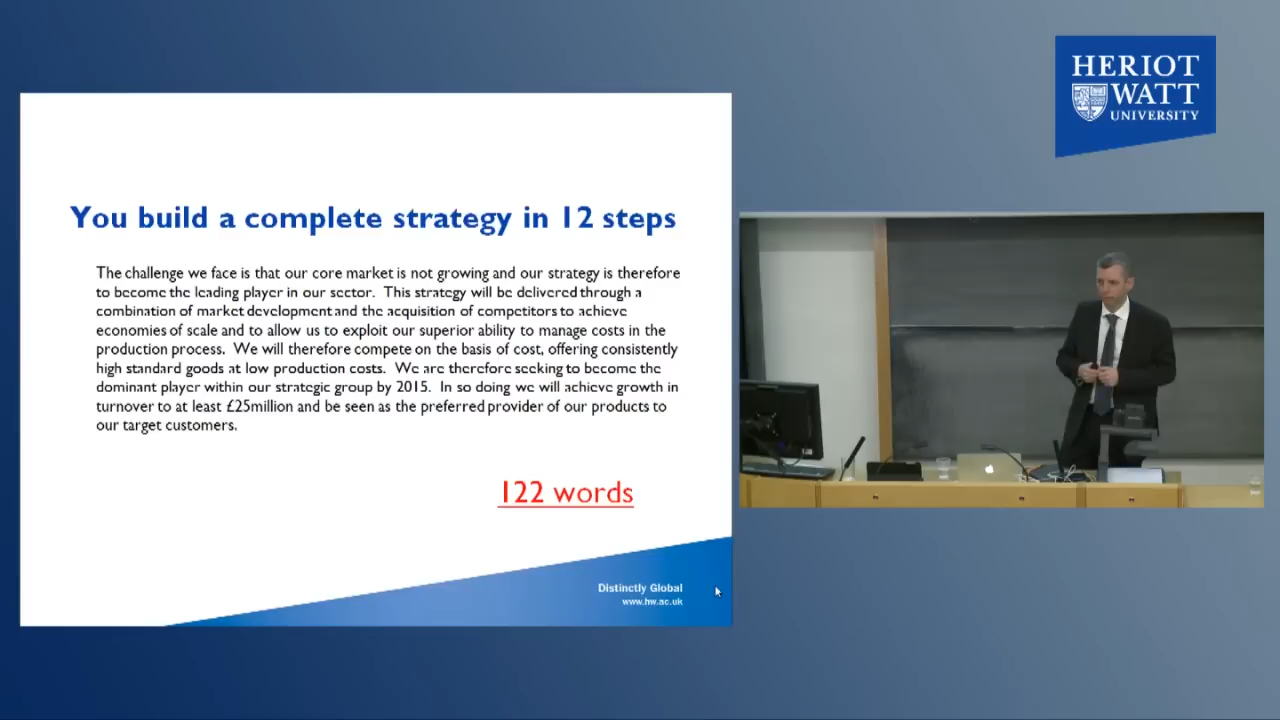 HERIOT
WATT
UNIVERSITY
You build a complete strategy in 12 steps
The challenge we face is that our core market is not growing and our strategy is therefore
to become the leading player in our sector. This strategy will be delivered through a
combination of market development and the acquisition of competitors to achieve
economies of scale and to allow us to exploit our superior ability to manage costs in the
production process. We will therefore compete on the basis of cost, offering consistently
high standard goods at low production costs. We are therefore seeking to become the
dominant player within our strategic group by 2015. In so doing we will achieve growth in
turnover to at least £25million and be seen as the preferred provider of our products to
our target customers.
122 words
Distinctly Global
www.hw.ac.uk